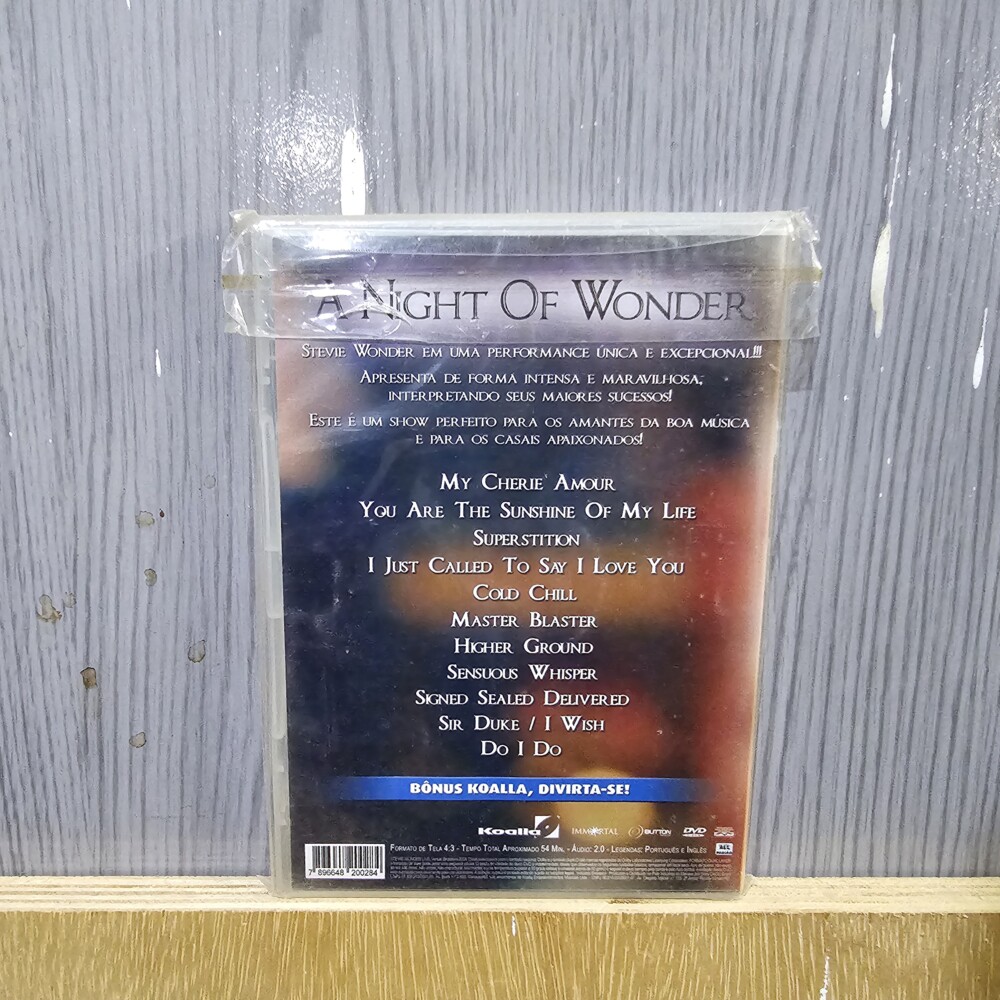 A Night Of Wonder
Stevie Wonder em uma performance única e excepcional!!!
Apresenta de forma intensa e maravilhosa,
interpretando seus maiores sucessos!
Este é um show perfeito para os amantes da boa música
e para os casais apaixonados!
My Cherie Amour
You Are The Sunshine Of My Life
Superstition
I Just Called To Say I Love You
Cold Chill
Master Blaster
Higher Ground
Sensuous Whisper
Signed Sealed Delivered
Sir Duke / I Wish
Do I Do
BÔNUS KOALLA, DIVIRTA-SE!
Koalla IMMORTAL BUTTON DVD
Formato de Tela 4:3 - Tempo Total Aproximado 54 Min. - Áudio: 2.0 - Legendas: Português e Inglês
7 896648 200284